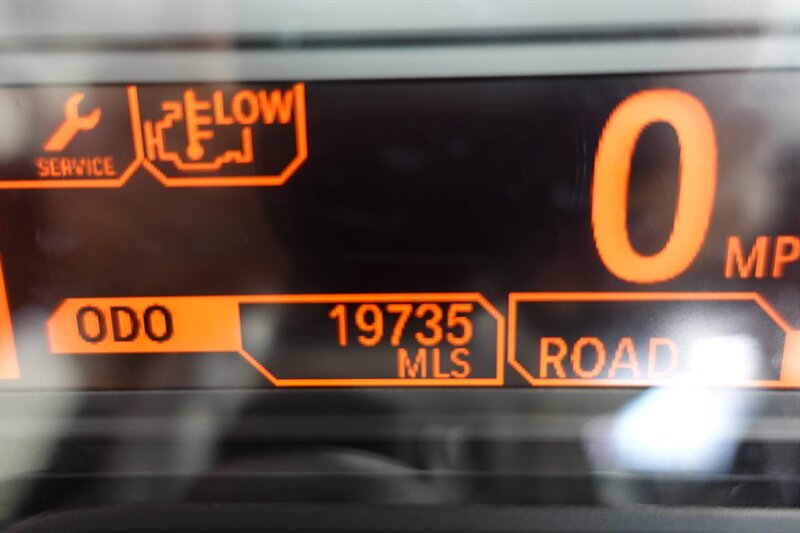 LOW
SERVICE
0
MP
ODO
19735
MLS
ROAD